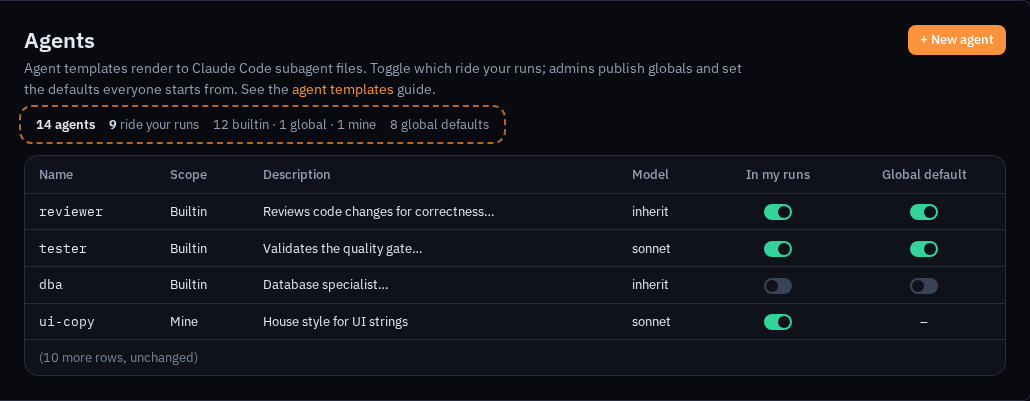 Agents
+ New agent
Agent templates render to Claude Code subagent files. Toggle which ride your runs; admins publish globals and set
the defaults everyone starts from. See the agent templates guide.
14 agents 9 ride your runs 12 builtin · 1 global · 1 mine 8 global defaults
Name Scope Description Model In my runs Global default
reviewer Builtin Reviews code changes for correctness… inherit
tester Builtin Validates the quality gate… sonnet
dba Builtin Database specialist… inherit
ui-copy Mine House style for UI strings sonnet –
(10 more rows, unchanged)